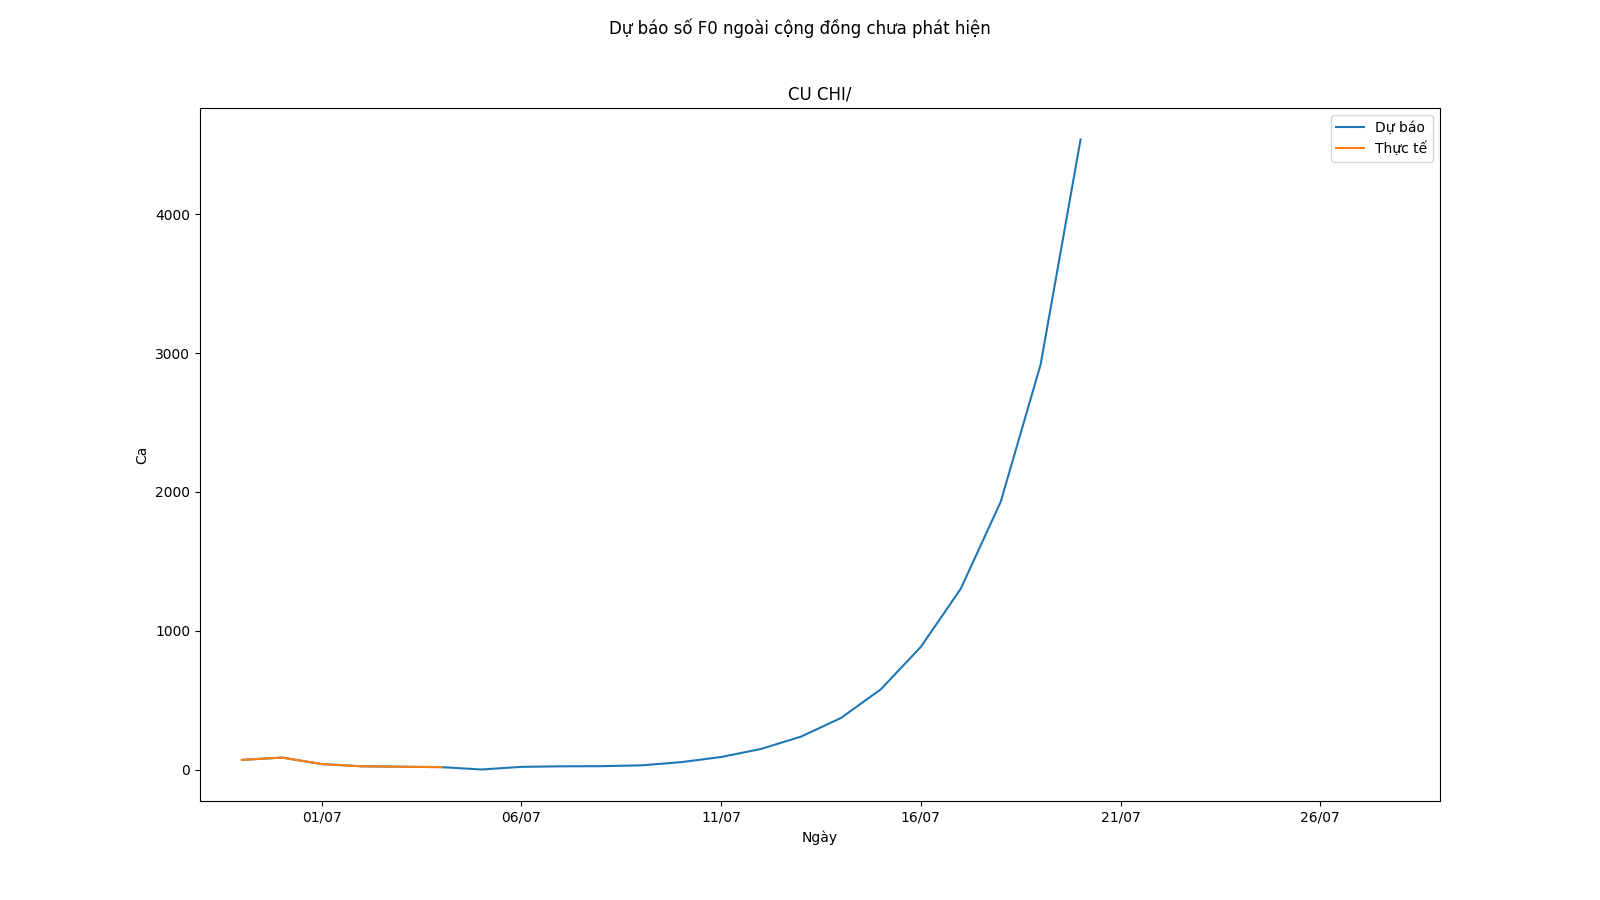 Dự báo số F0 ngoài cộng đồng chưa phát hiện
CU CHI/
Dự báo
Thực tế
4000
3000
2000
1000
0
Ca
01/07 06/07 11/07 16/07 21/07 26/07
Ngày